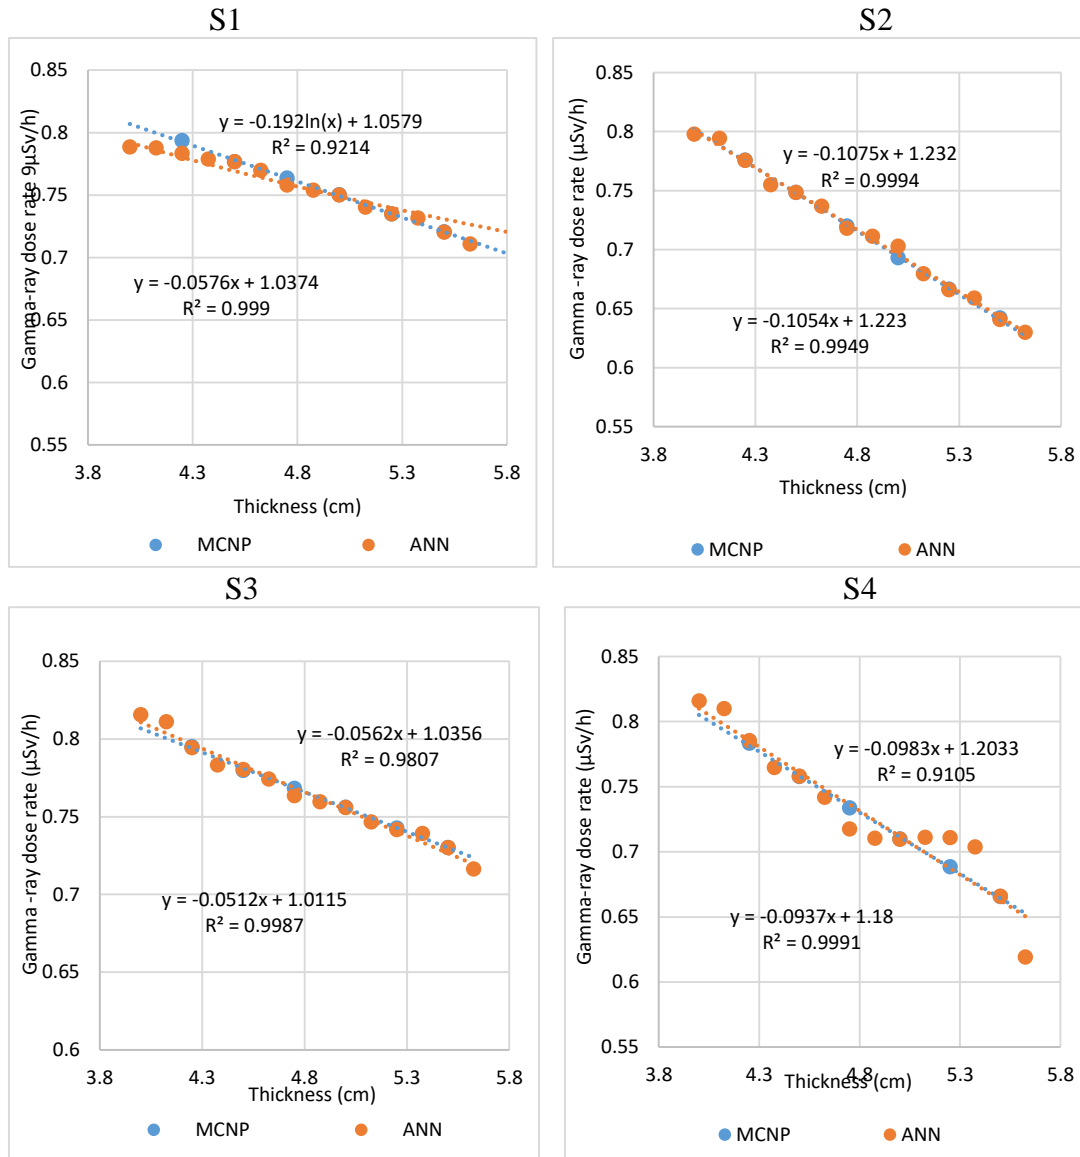 S1
0.85
0.8
0.75
0.7
0.65
0.6
0.55
3.8 4.3 4.8 5.3 5.8
Gamma-ray dose rate 9µSv/h)
Thickness (cm)
y = -0.192ln(x) + 1.0579
R² = 0.9214
y = -0.0576x + 1.0374
R² = 0.999
MCNP ANN
S2
0.85
0.8
0.75
0.7
0.65
0.6
0.55
3.8 4.3 4.8 5.3 5.8
Gamma -ray dose rate (µSv/h)
Thickness (cm)
y = -0.1075x + 1.232
R² = 0.9994
y = -0.1054x + 1.223
R² = 0.9949
MCNP ANN
S3
0.85
0.8
0.75
0.7
0.65
0.6
3.8 4.3 4.8 5.3 5.8
Gamma -ray dose rate (µSv/h)
Thickness (cm)
y = -0.0562x + 1.0356
R² = 0.9807
y = -0.0512x + 1.0115
R² = 0.9987
MCNP ANN
S4
0.85
0.8
0.75
0.7
0.65
0.6
0.55
3.8 4.3 4.8 5.3 5.8
Gamma-ray dose rate (µSv/h)
Thickness (cm)
y = -0.0983x + 1.2033
R² = 0.9105
y = -0.0937x + 1.18
R² = 0.9991
MCNP ANN